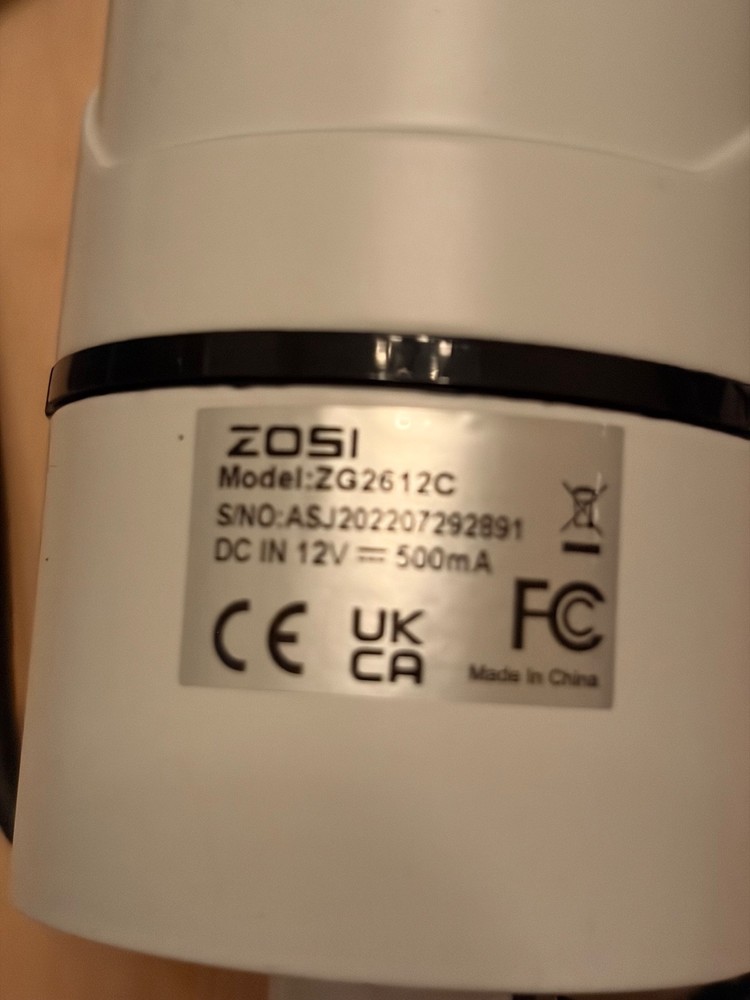 ZOSI
Model:ZG2612C
S/NO:ASJ202207292891
DC IN 12V ⎓ 500mA
CE UK CA FC
Made In China